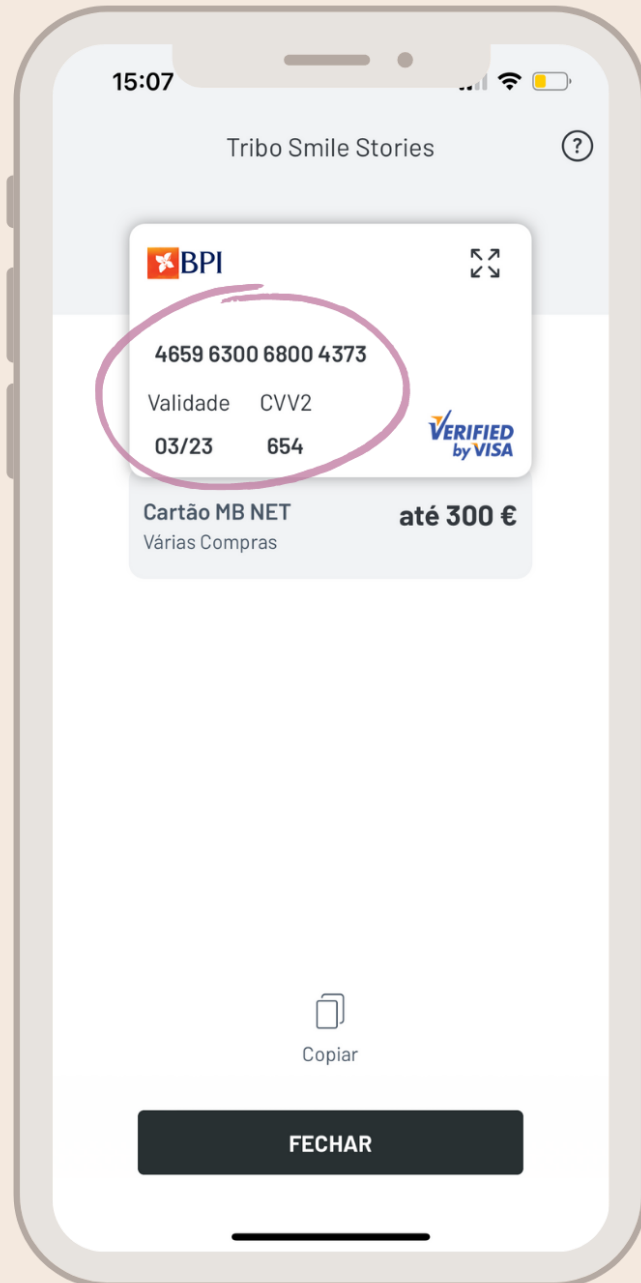 15:07
Tribo Smile Stories
?
BPI
4659 6300 6800 4373
Validade CVV2
03/23 654
VERIFIED
by VISA
Cartão MB NET até 300 €
Várias Compras
Copiar
FECHAR